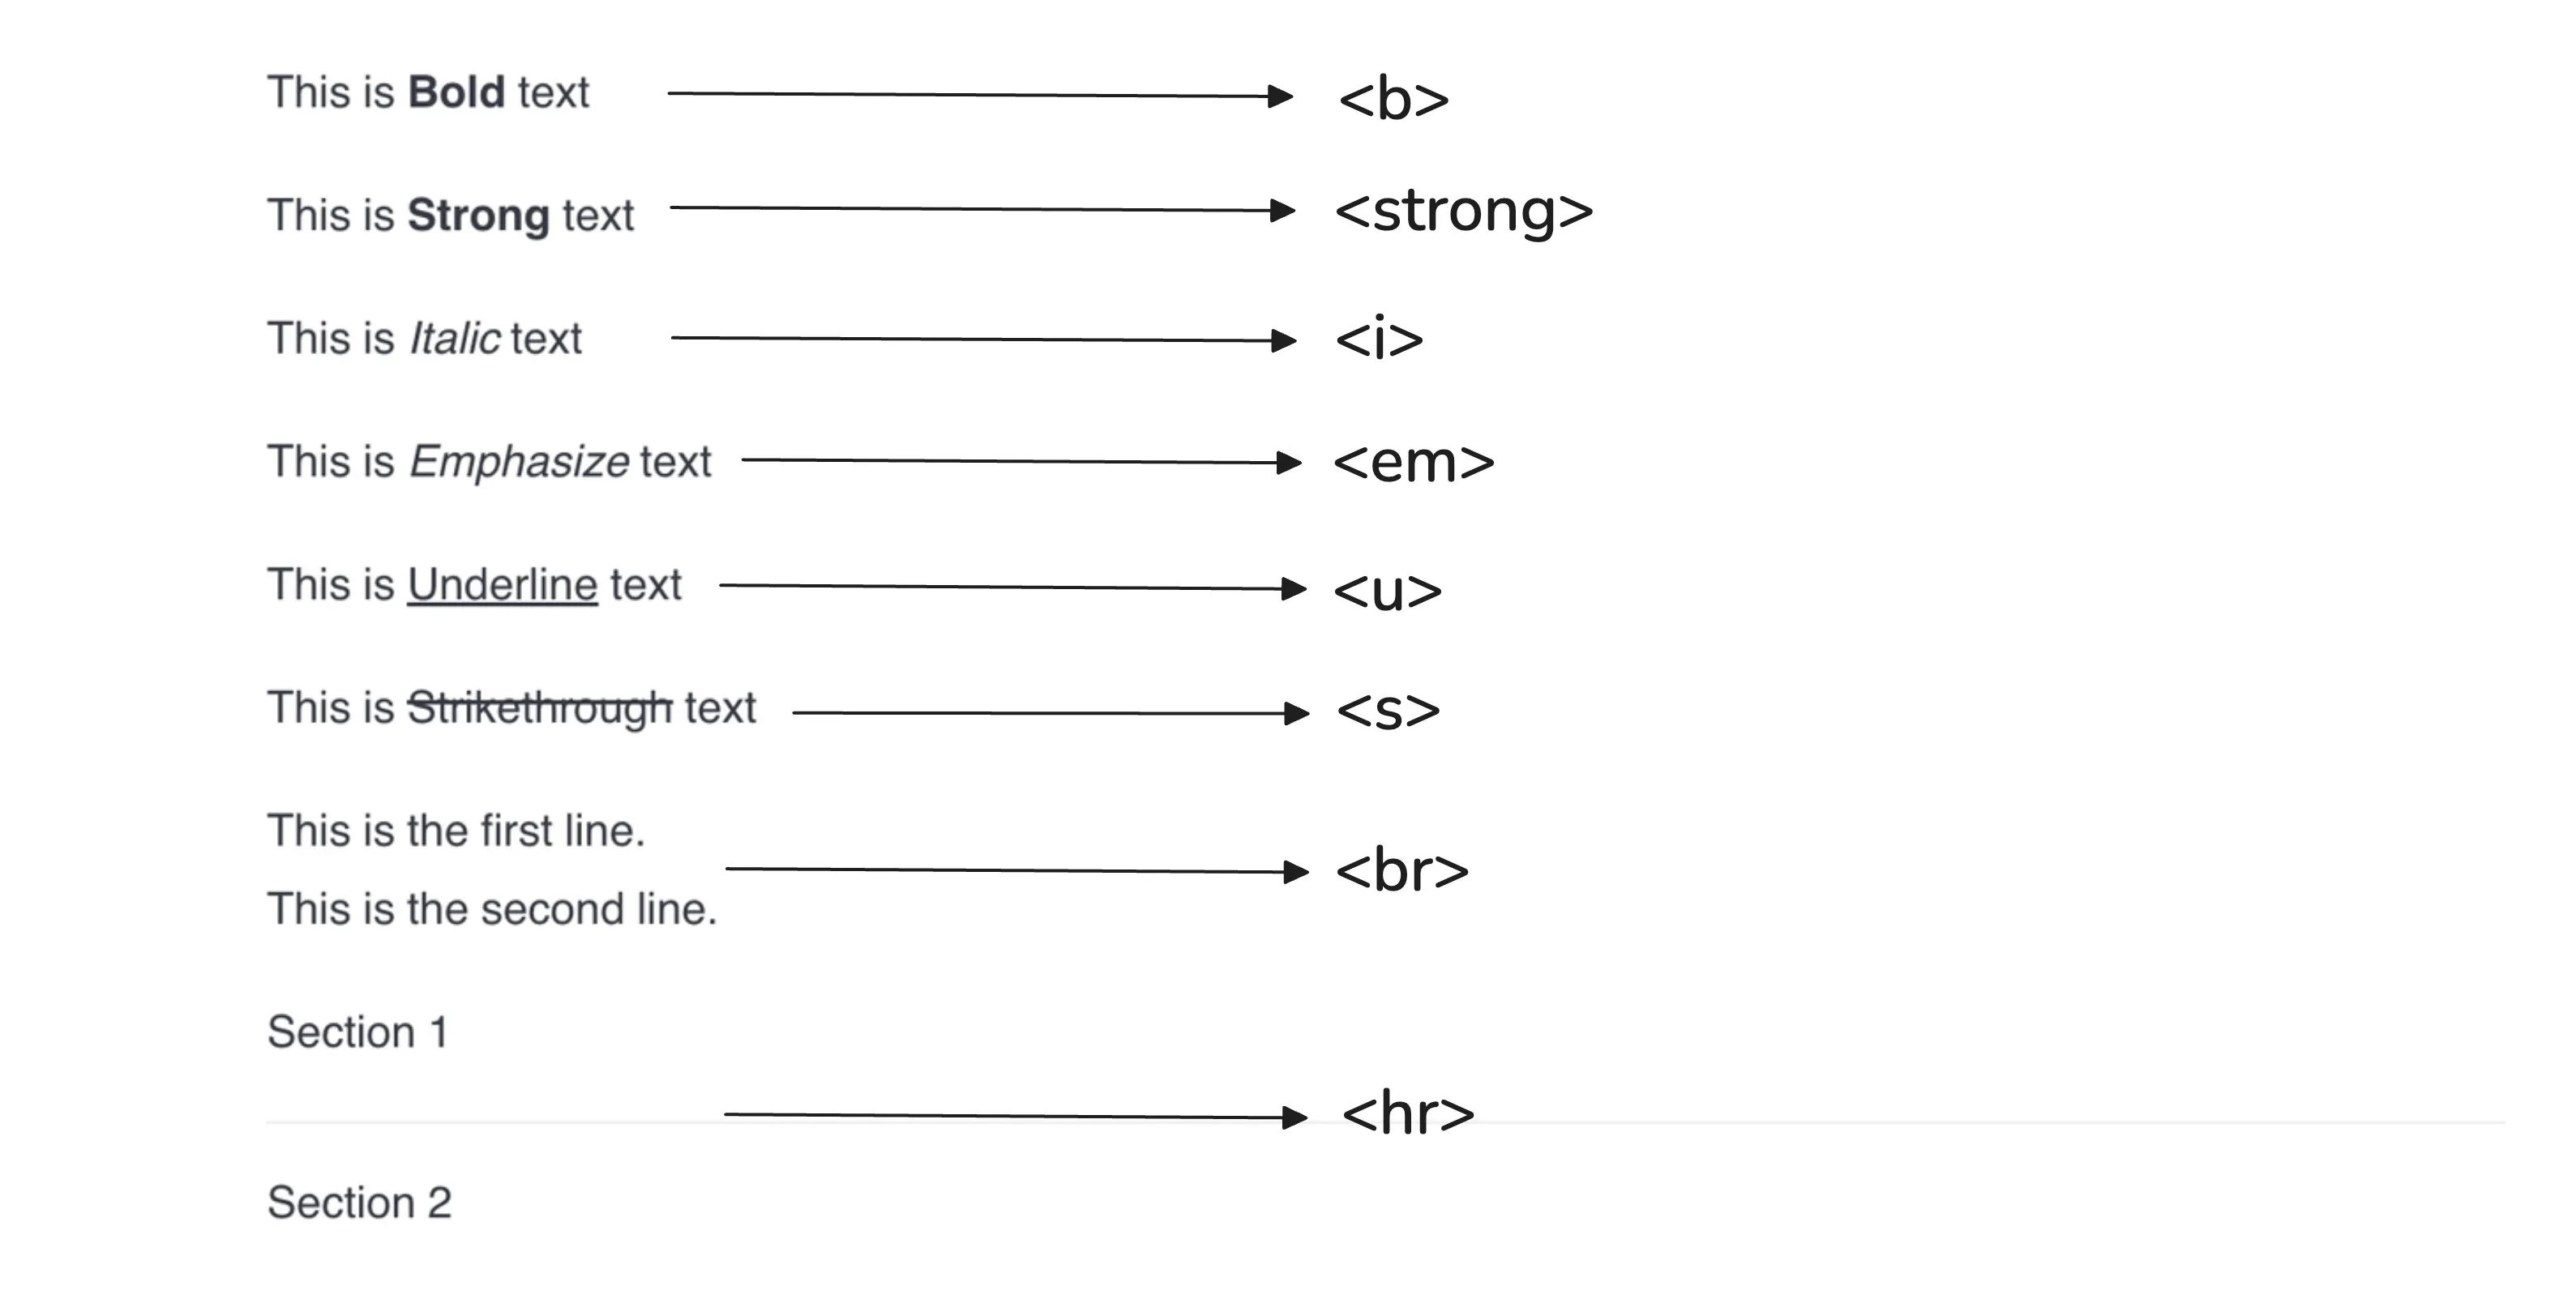 This is Bold text <b>
This is Strong text <strong>
This is Italic text <i>
This is Emphasize text <em>
This is Underline text <u>
This is Strikethrough text <s>
This is the first line.
<br>
This is the second line.
Section 1
<hr>
Section 2